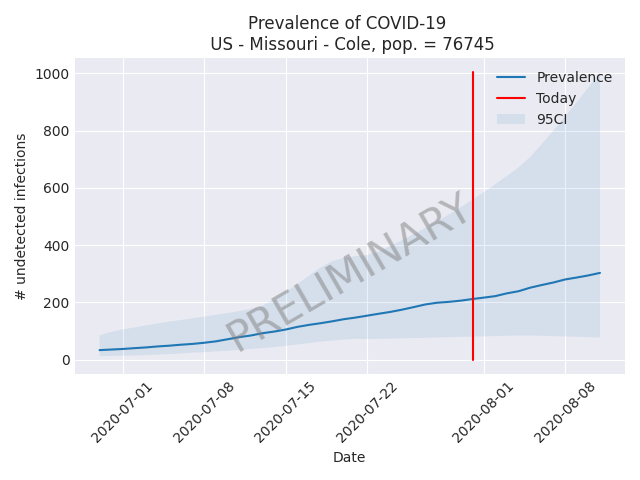 Prevalence of COVID-19
US - Missouri - Cole, pop. = 76745
1000
800
600
400
200
0
# undetected infections
Prevalence
Today
95CI
PRELIMINARY
2020-07-01
2020-07-08
2020-07-15
2020-07-22
2020-08-01
2020-08-08
Date